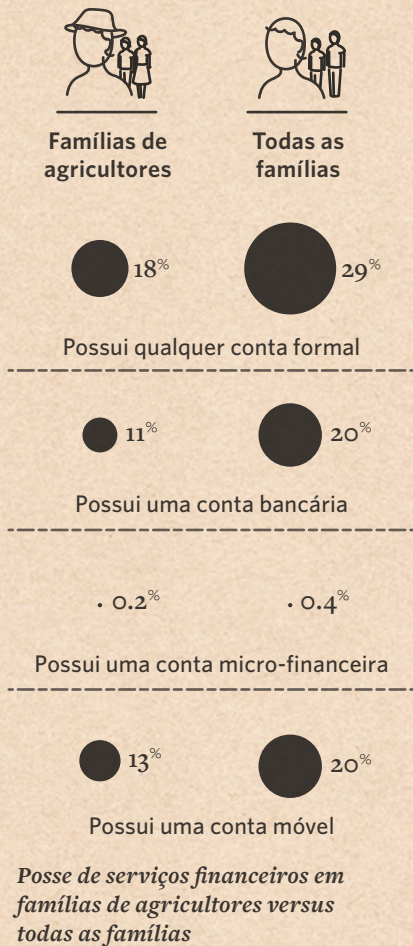 Famílias de
agricultores
Todas as
famílias
18%
29%
Possui qualquer conta formal
11%
20%
Possui uma conta bancária
0.2%
0.4%
Possui uma conta micro-financeira
13%
20%
Possui uma conta móvel
Posse de serviços financeiros em
famílias de agricultores versus
todas as famílias